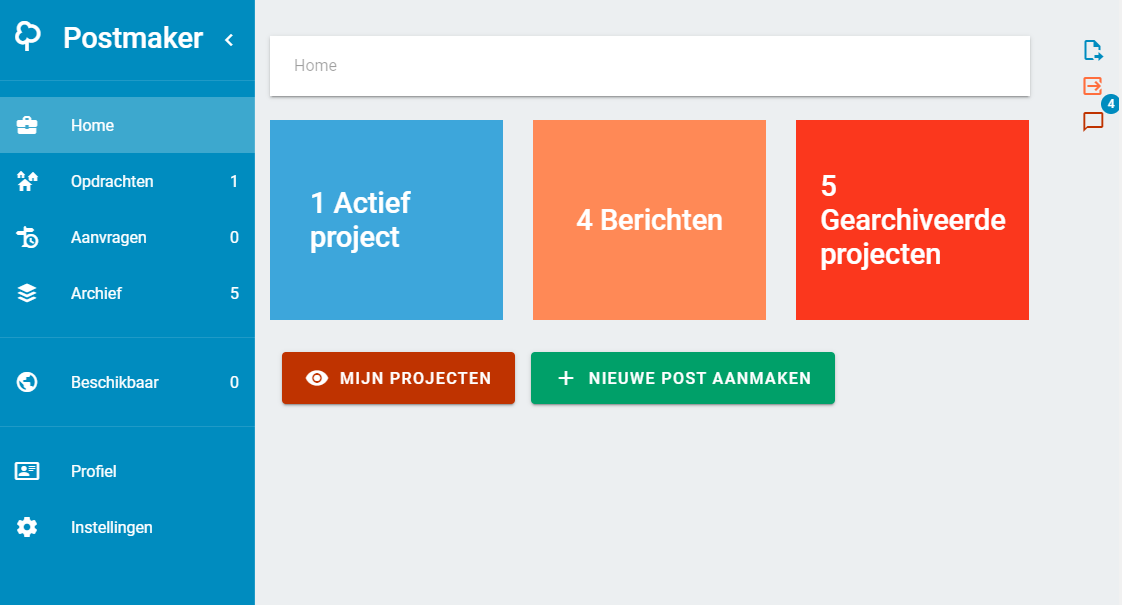 Postmaker
Home
Opdrachten 1
Aanvragen 0
Archief 5
Beschikbaar 0
Profiel
Instellingen
Home
4
1 Actief
project
4 Berichten
5
Gearchiveerde
projecten
MIJN PROJECTEN
NIEUWE POST AANMAKEN